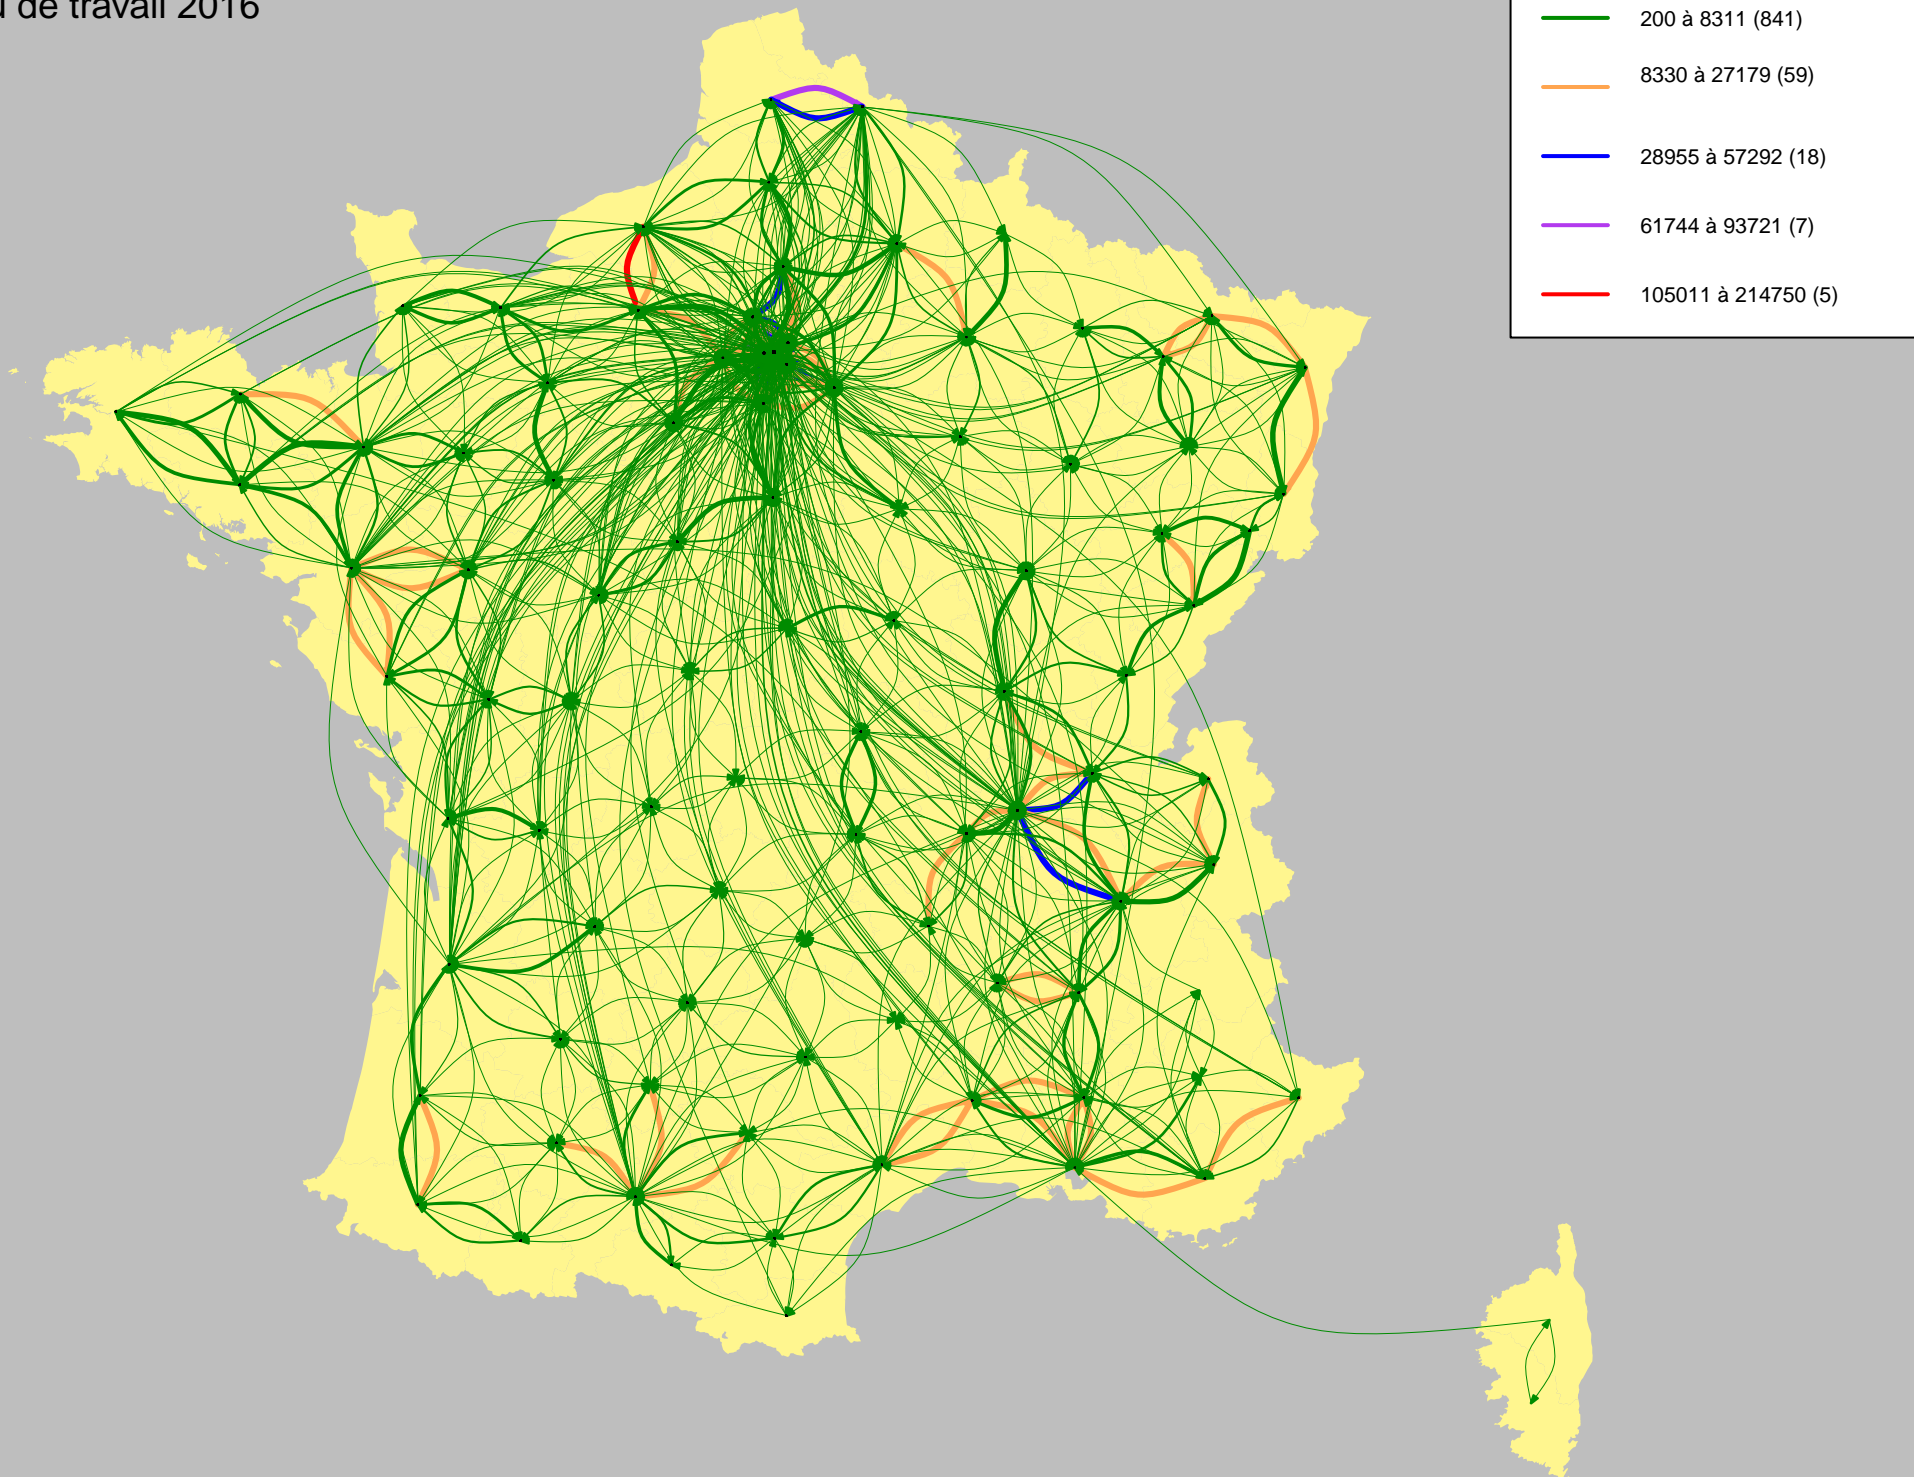 de travail 2016
200 à 8311 (841)
8330 à 27179 (59)
28955 à 57292 (18)
61744 à 93721 (7)
105011 à 214750 (5)